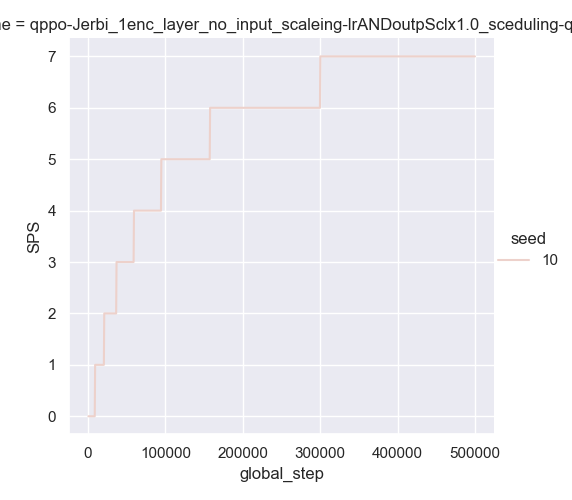 ne = qppo-Jerbi_1enc_layer_no_input_scaleing-lrANDoutpSclx1.0_sceduling-q
7
6
5
4
3
2
1
0
SPS
0 100000 200000 300000 400000 500000
global_step
seed
10